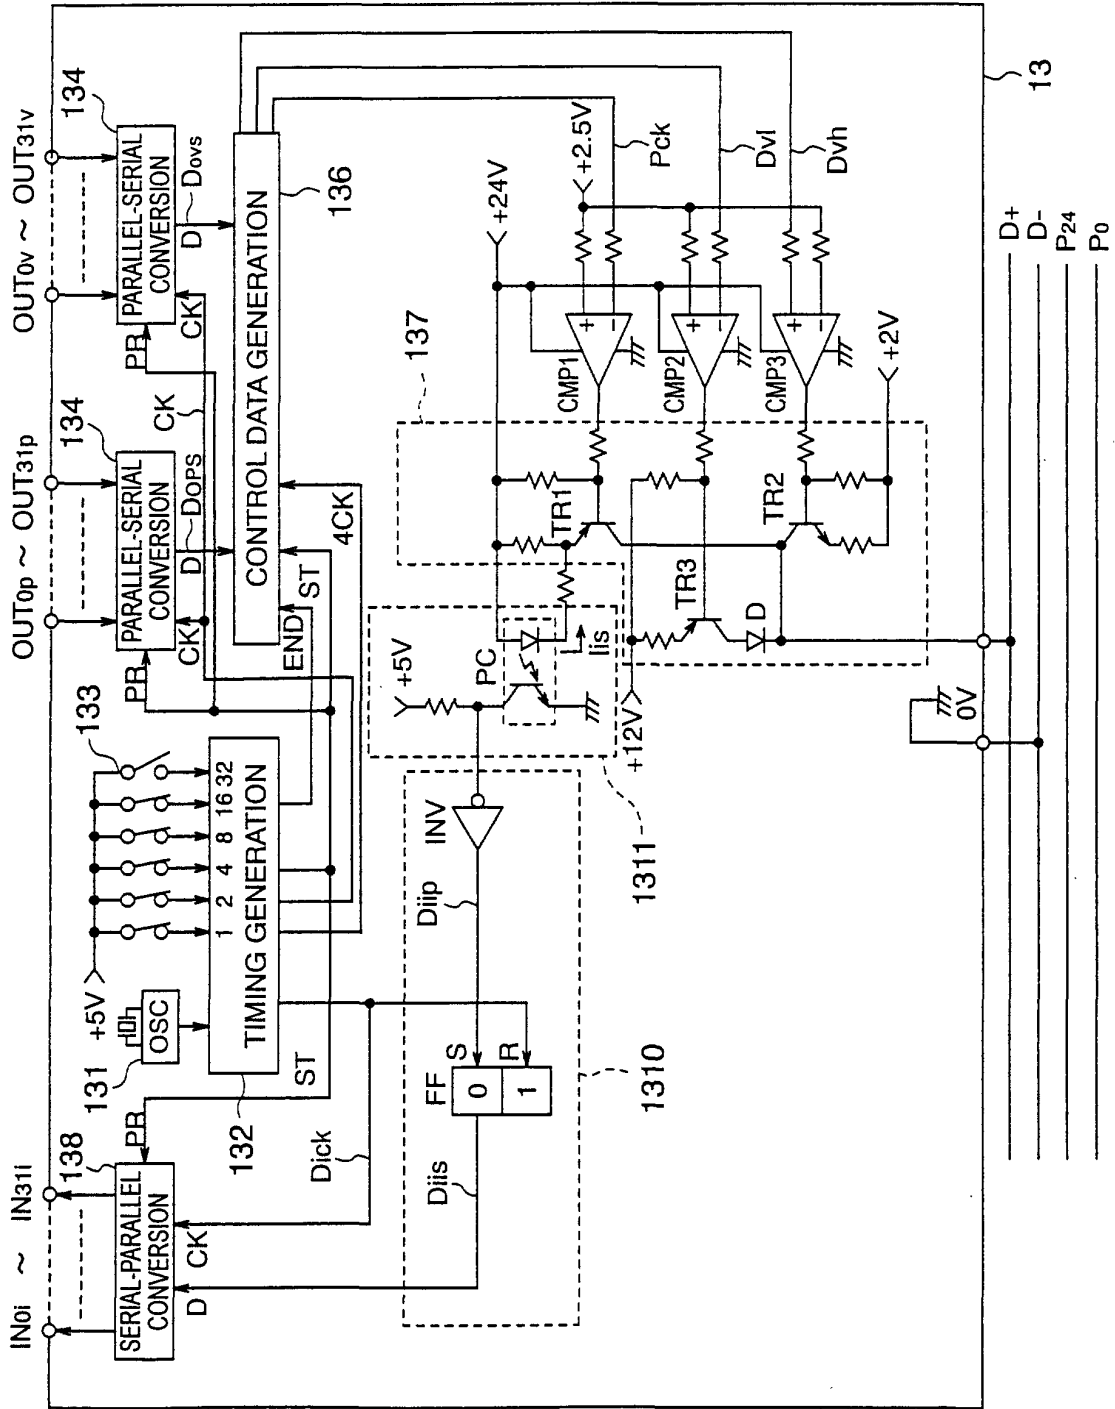 IN0i ~ IN31i
OUT0p ~ OUT31p
OUT0v ~ OUT31v
138
SERIAL-PARALLEL
CONVERSION
PR
D
CK
131
OSC
+5V
133
1 2 4 8 16 32
TIMING GENERATION
132
ST
134
PARALLEL-SERIAL
CONVERSION
PR
CK
D
DOPS
134
PARALLEL-SERIAL
CONVERSION
PR
CK
D
Dovs
CK
136
CONTROL DATA GENERATION
END
ST
4CK
Dick
Diis
FF
0
1
S
R
Diip
INV
1310
1311
+5V
PC
Iis
+12V
137
TR1
TR3
D
TR2
+24V
+2.5V
CMP1
+
−
CMP2
+
−
CMP3
+
−
+2V
Pck
Dvl
Dvh
0V
13
D+
D-
P24
P0